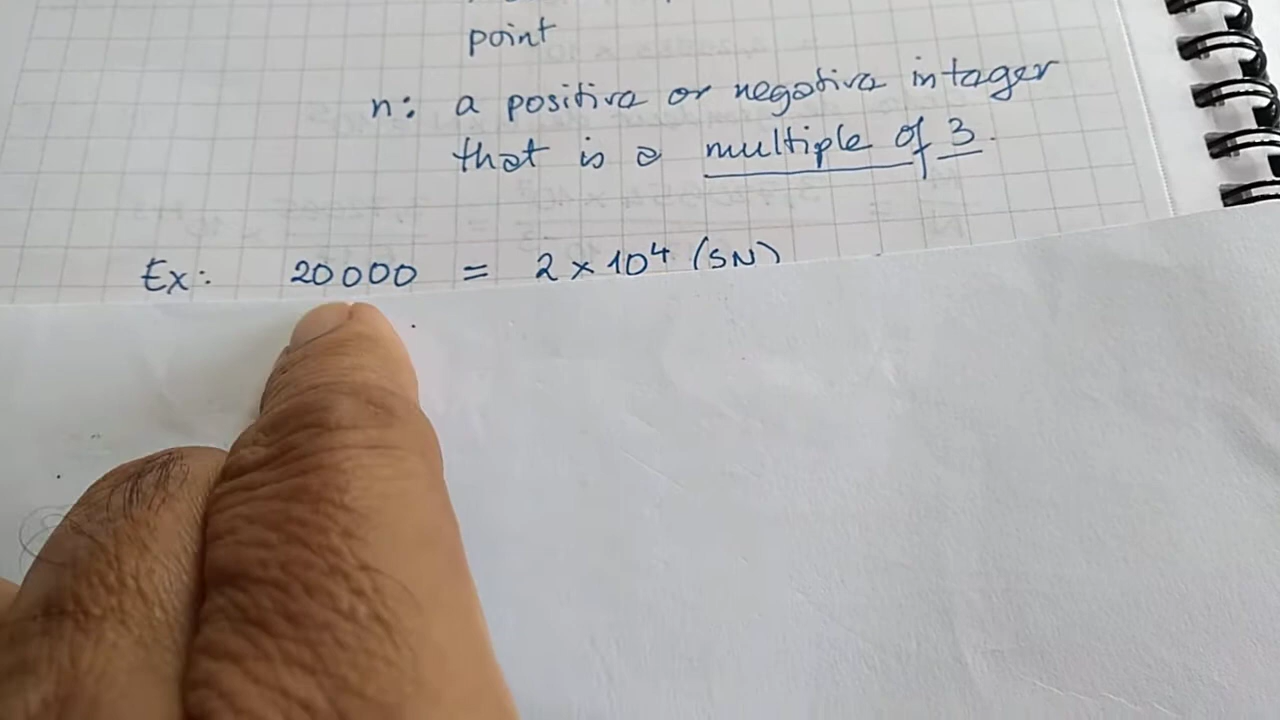 point
n: a positive or negative integer
that is a multiple of 3.
Ex: 20000 = 2 x 10⁴ (SN)